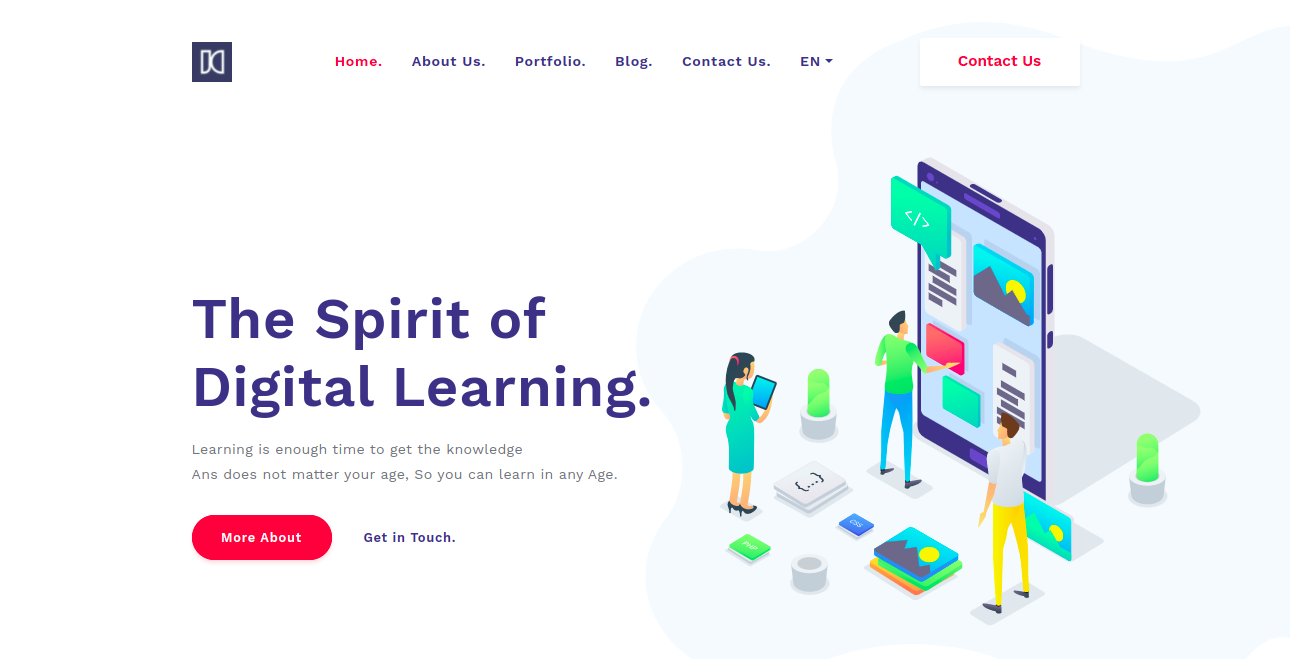 Home.
About Us.
Portfolio.
Blog.
Contact Us.
EN
Contact Us
</>
The Spirit of
Digital Learning.
Learning is enough time to get the knowledge
Ans does not matter your age, So you can learn in any Age.
{...}
CSS
PHP
More About
Get in Touch.